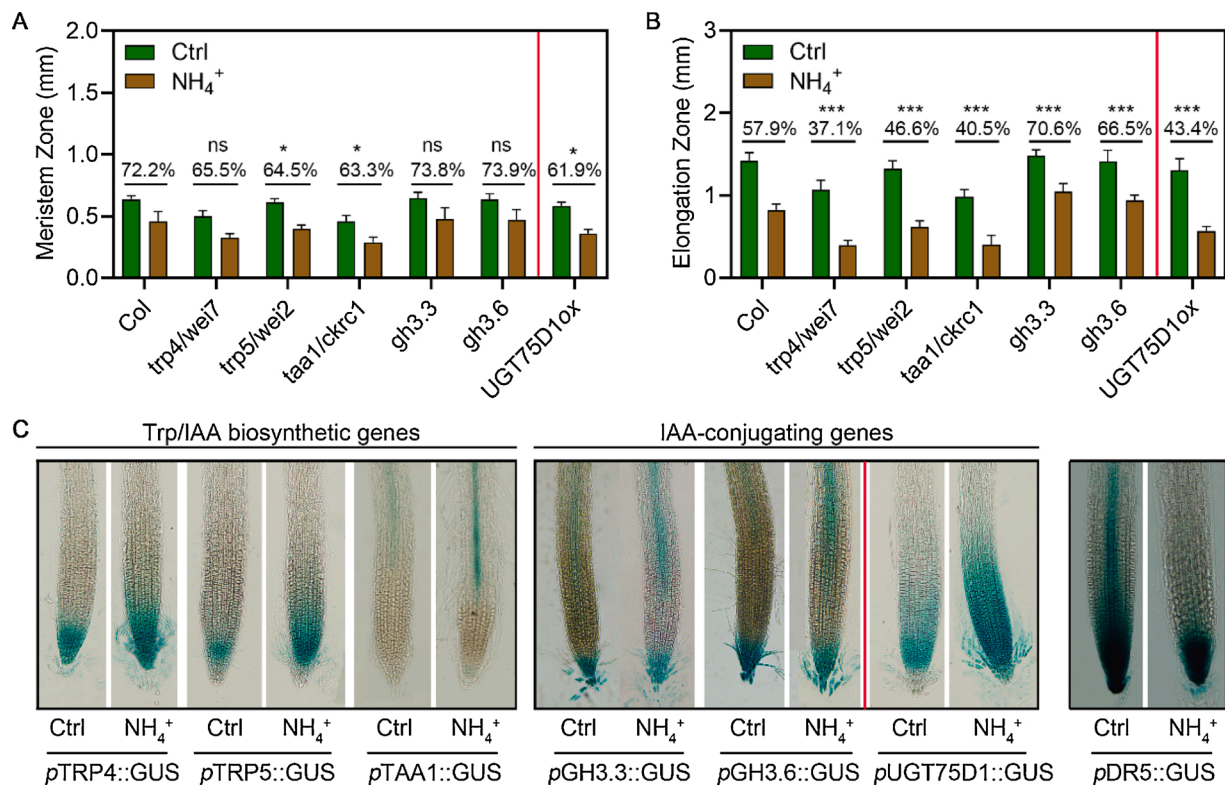 A
Meristem Zone (mm)
2.0
1.5
1.0
0.5
0.0
Ctrl
NH₄⁺
ns * * ns ns *
72.2% 65.5% 64.5% 63.3% 73.8% 73.9% 61.9%
Col trp4/wei7 trp5/wei2 taa1/ckrc1 gh3.3 gh3.6 UGT75D1ox
B
Elongation Zone (mm)
3
2
1
0
Ctrl
NH₄⁺
*** *** *** *** *** ***
57.9% 37.1% 46.6% 40.5% 70.6% 66.5% 43.4%
Col trp4/wei7 trp5/wei2 taa1/ckrc1 gh3.3 gh3.6 UGT75D1ox
C
Trp/IAA biosynthetic genes IAA-conjugating genes
Ctrl NH₄⁺ Ctrl NH₄⁺ Ctrl NH₄⁺ Ctrl NH₄⁺ Ctrl NH₄⁺ Ctrl NH₄⁺ Ctrl NH₄⁺
pTRP4::GUS pTRP5::GUS pTAA1::GUS pGH3.3::GUS pGH3.6::GUS pUGT75D1::GUS pDR5::GUS